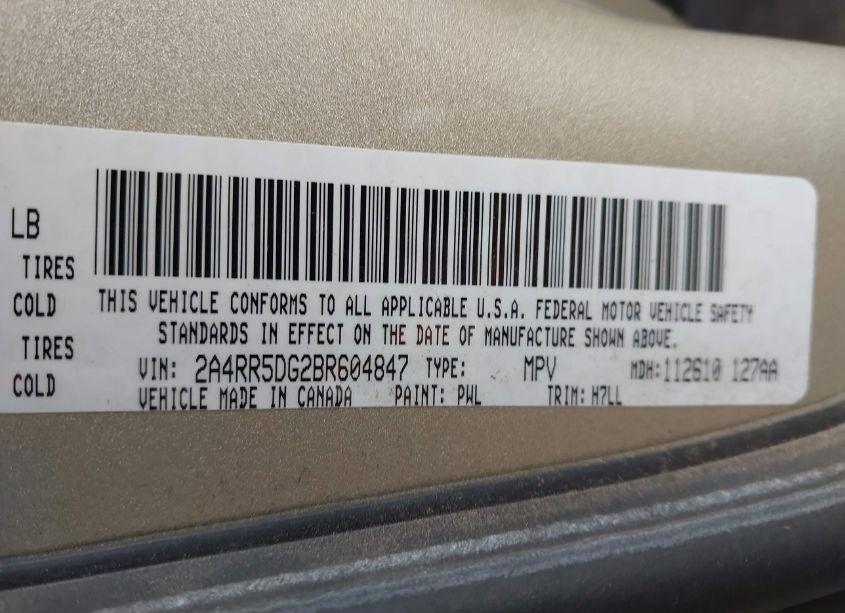 LB
TIRES
COLD
TIRES
COLD
THIS VEHICLE CONFORMS TO ALL APPLICABLE U.S.A. FEDERAL MOTOR VEHICLE SAFETY
STANDARDS IN EFFECT ON THE DATE OF MANUFACTURE SHOWN ABOVE.
VIN: 2A4RR5DG2BR604847 TYPE: MPV MDH:112610 127AA
VEHICLE MADE IN CANADA PAINT: PWL TRIM: H7LL